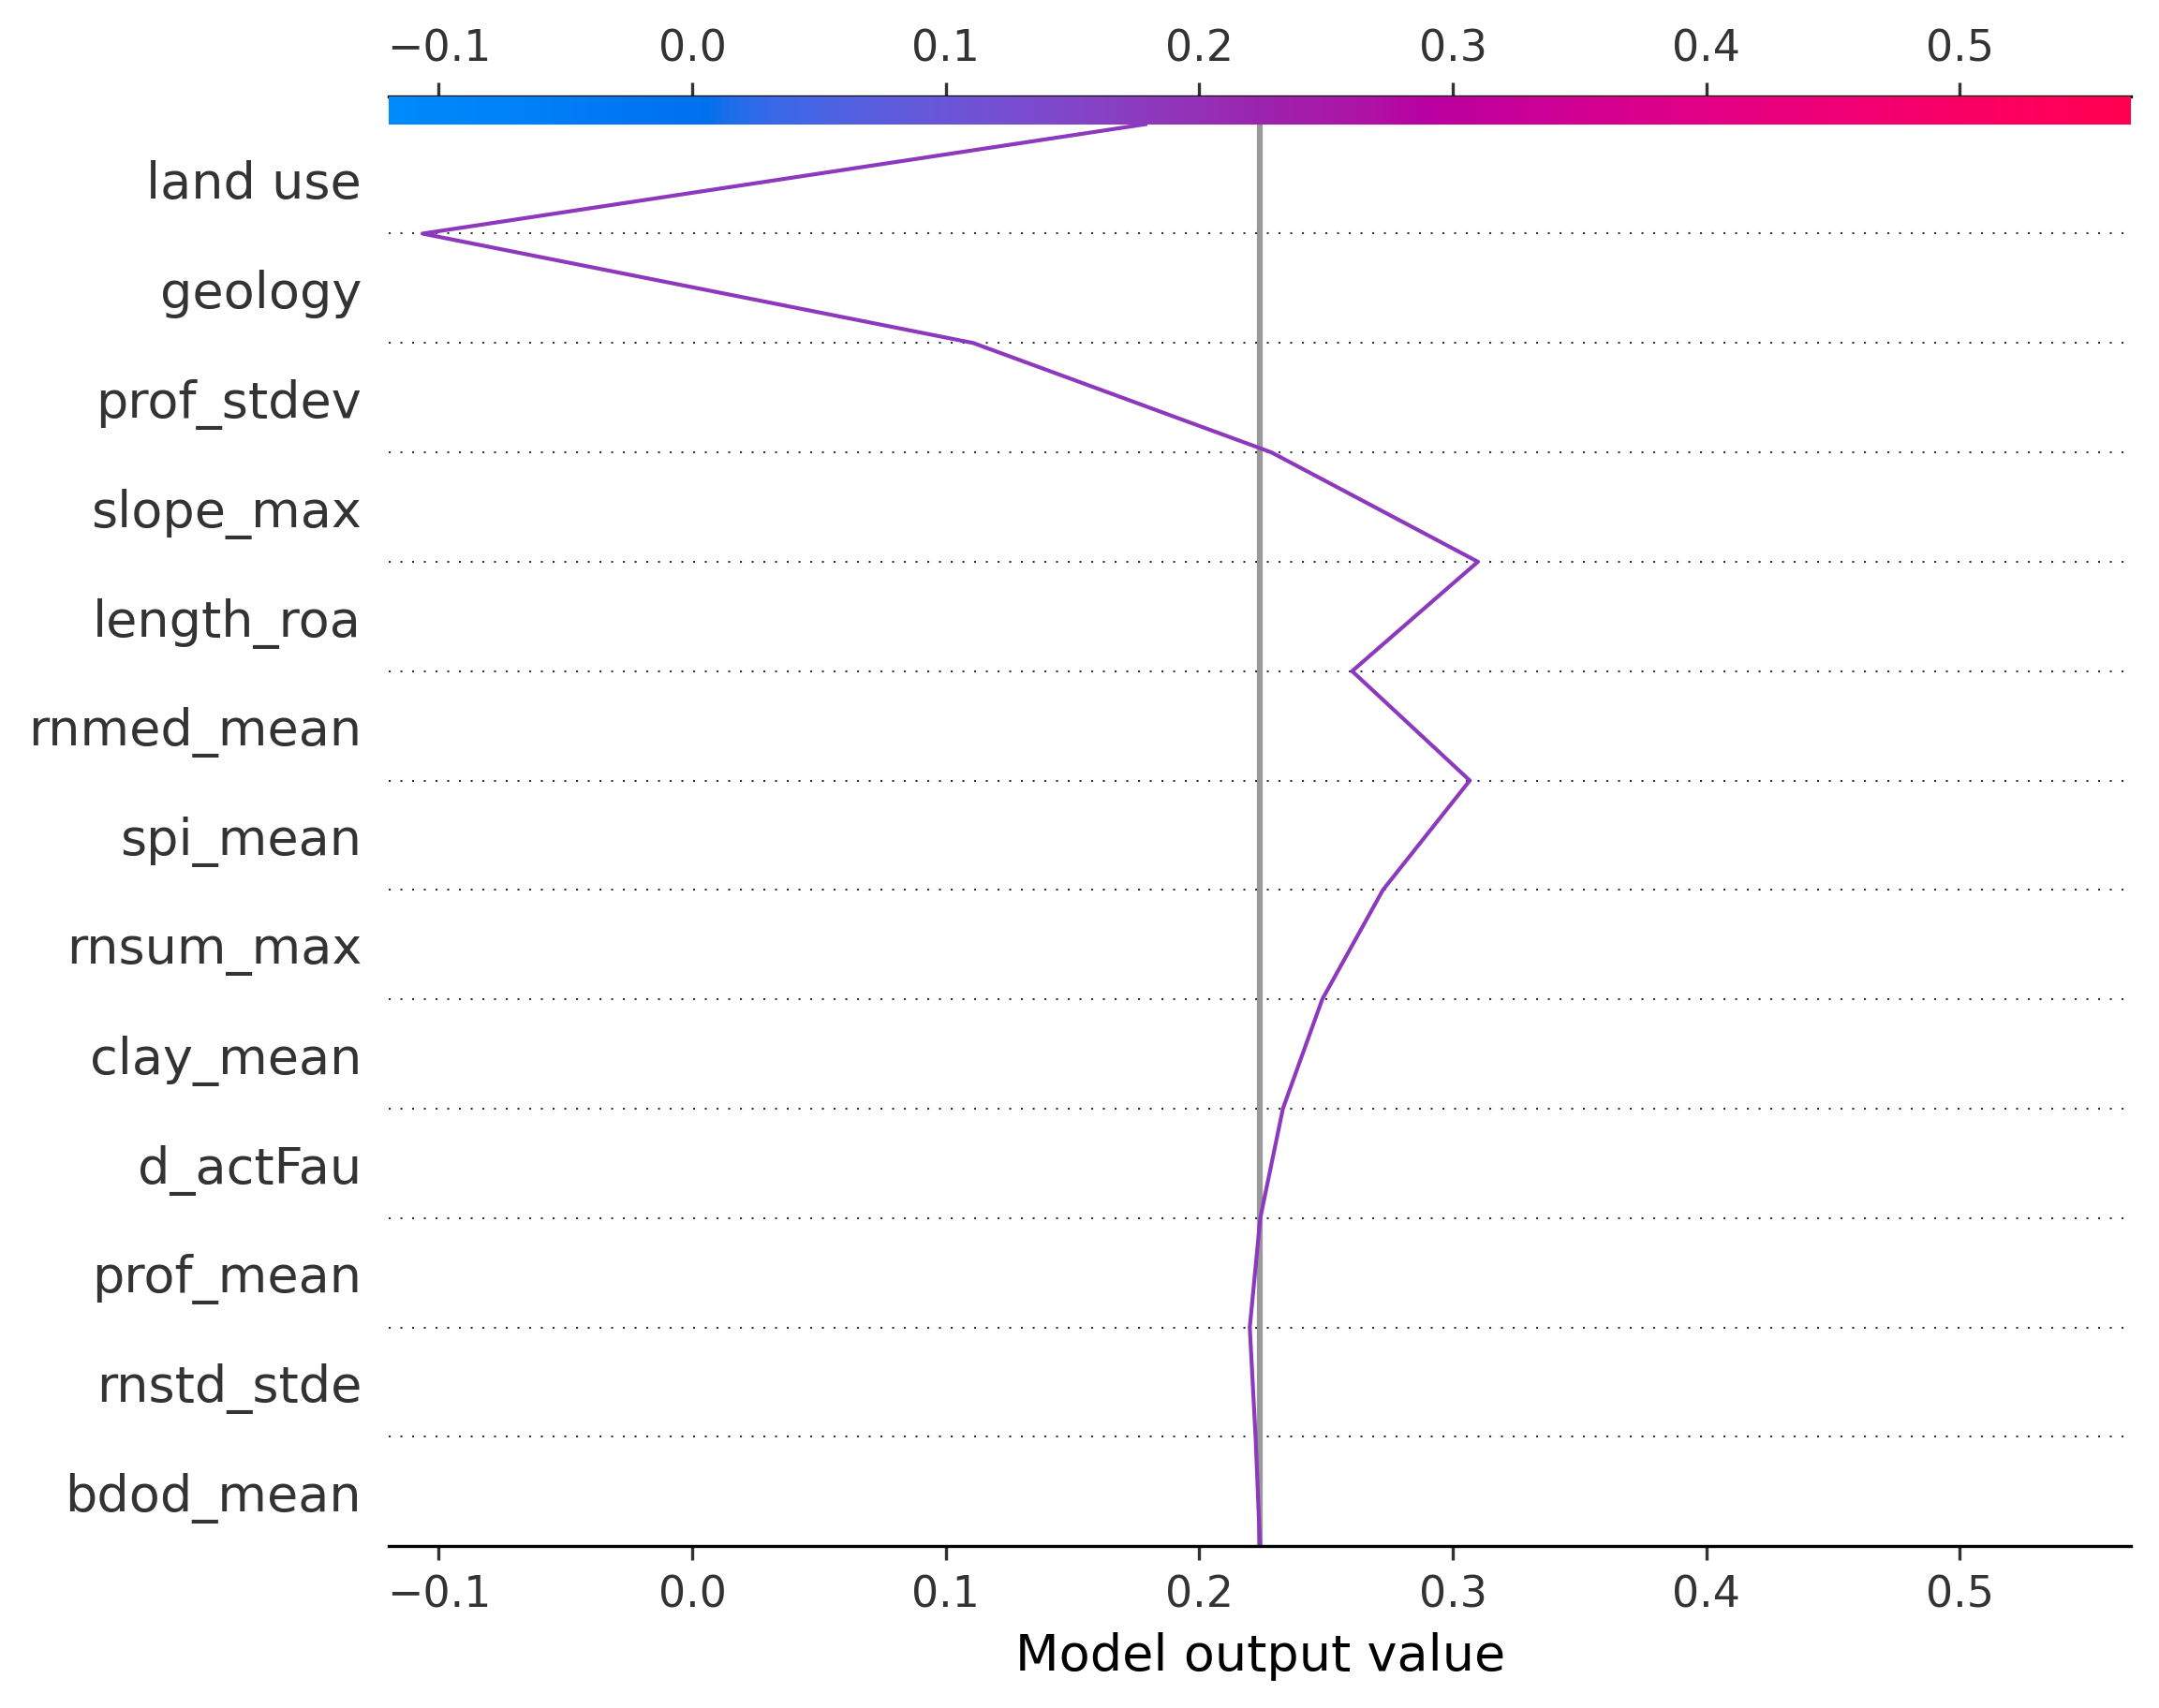 −0.1 0.0 0.1 0.2 0.3 0.4 0.5
land use
geology
prof_stdev
slope_max
length_roa
rnmed_mean
spi_mean
rnsum_max
clay_mean
d_actFau
prof_mean
rnstd_stde
bdod_mean
−0.1 0.0 0.1 0.2 0.3 0.4 0.5
Model output value